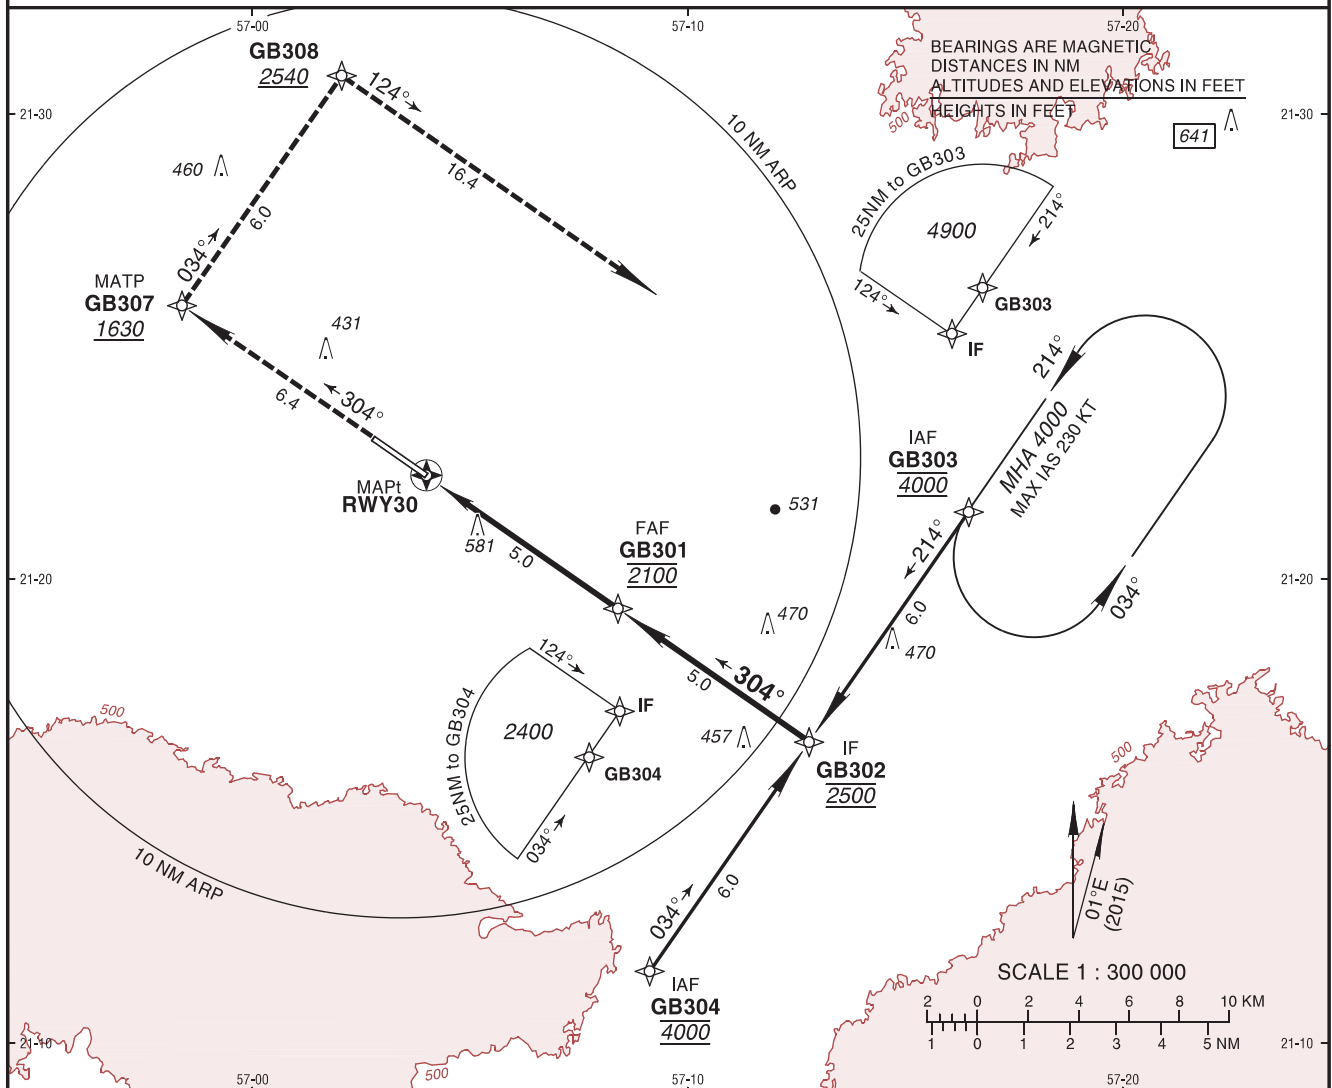 57-00
57-10
57-20
GB308
2540
124°
16.4
10 NM ARP
BEARINGS ARE MAGNETIC
DISTANCES IN NM
ALTITUDES AND ELEVATIONS IN FEET
HEIGHTS IN FEET
500
641
21-30
21-30
460
6.0
034°
25NM to GB303
4900
214°
124°
GB303
IF
MATP
GB307
1630
431
6.4
304°
214°
MHA 4000
MAX IAS 230 KT
034°
IAF
GB303
4000
MAPt
RWY30
581
5.0
531
FAF
GB301
2100
214°
6.0
21-20
21-20
470
470
124°
25NM to GB304
2400
IF
GB304
034°
5.0
304°
457
IF
GB302
2500
500
500
10 NM ARP
034°
6.0
01°E
(2015)
IAF
GB304
4000
SCALE 1 : 300 000
2 0 2 4 6 8 10 KM
1 0 1 2 3 4 5 NM
21-10
21-10
500
57-00
57-10
57-20